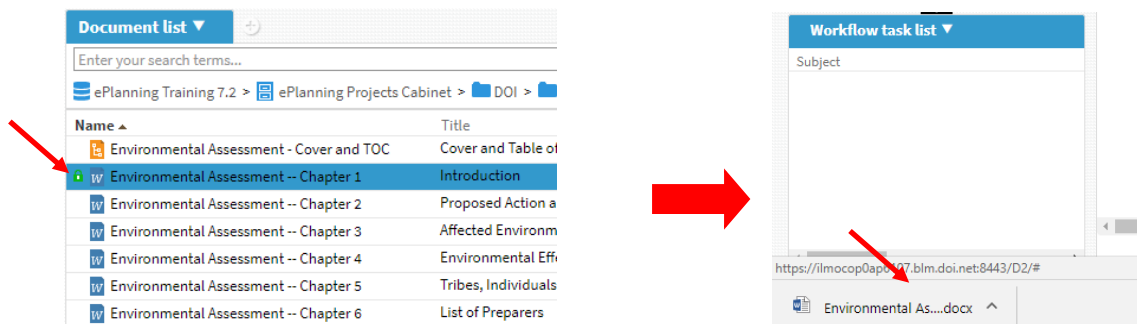 Document list ▼
Enter your search terms...
ePlanning Training 7.2 > ePlanning Projects Cabinet > DOI >
Name Title
Environmental Assessment - Cover and TOC Cover and Table of
Environmental Assessment -- Chapter 1 Introduction
Environmental Assessment -- Chapter 2 Proposed Action a
Environmental Assessment -- Chapter 3 Affected Environm
Environmental Assessment -- Chapter 4 Environmental Effe
Environmental Assessment -- Chapter 5 Tribes, Individuals
Environmental Assessment -- Chapter 6 List of Preparers
Workflow task list ▼
Subject
.blm.doi.net:8443/D2/#
Environmental As....docx